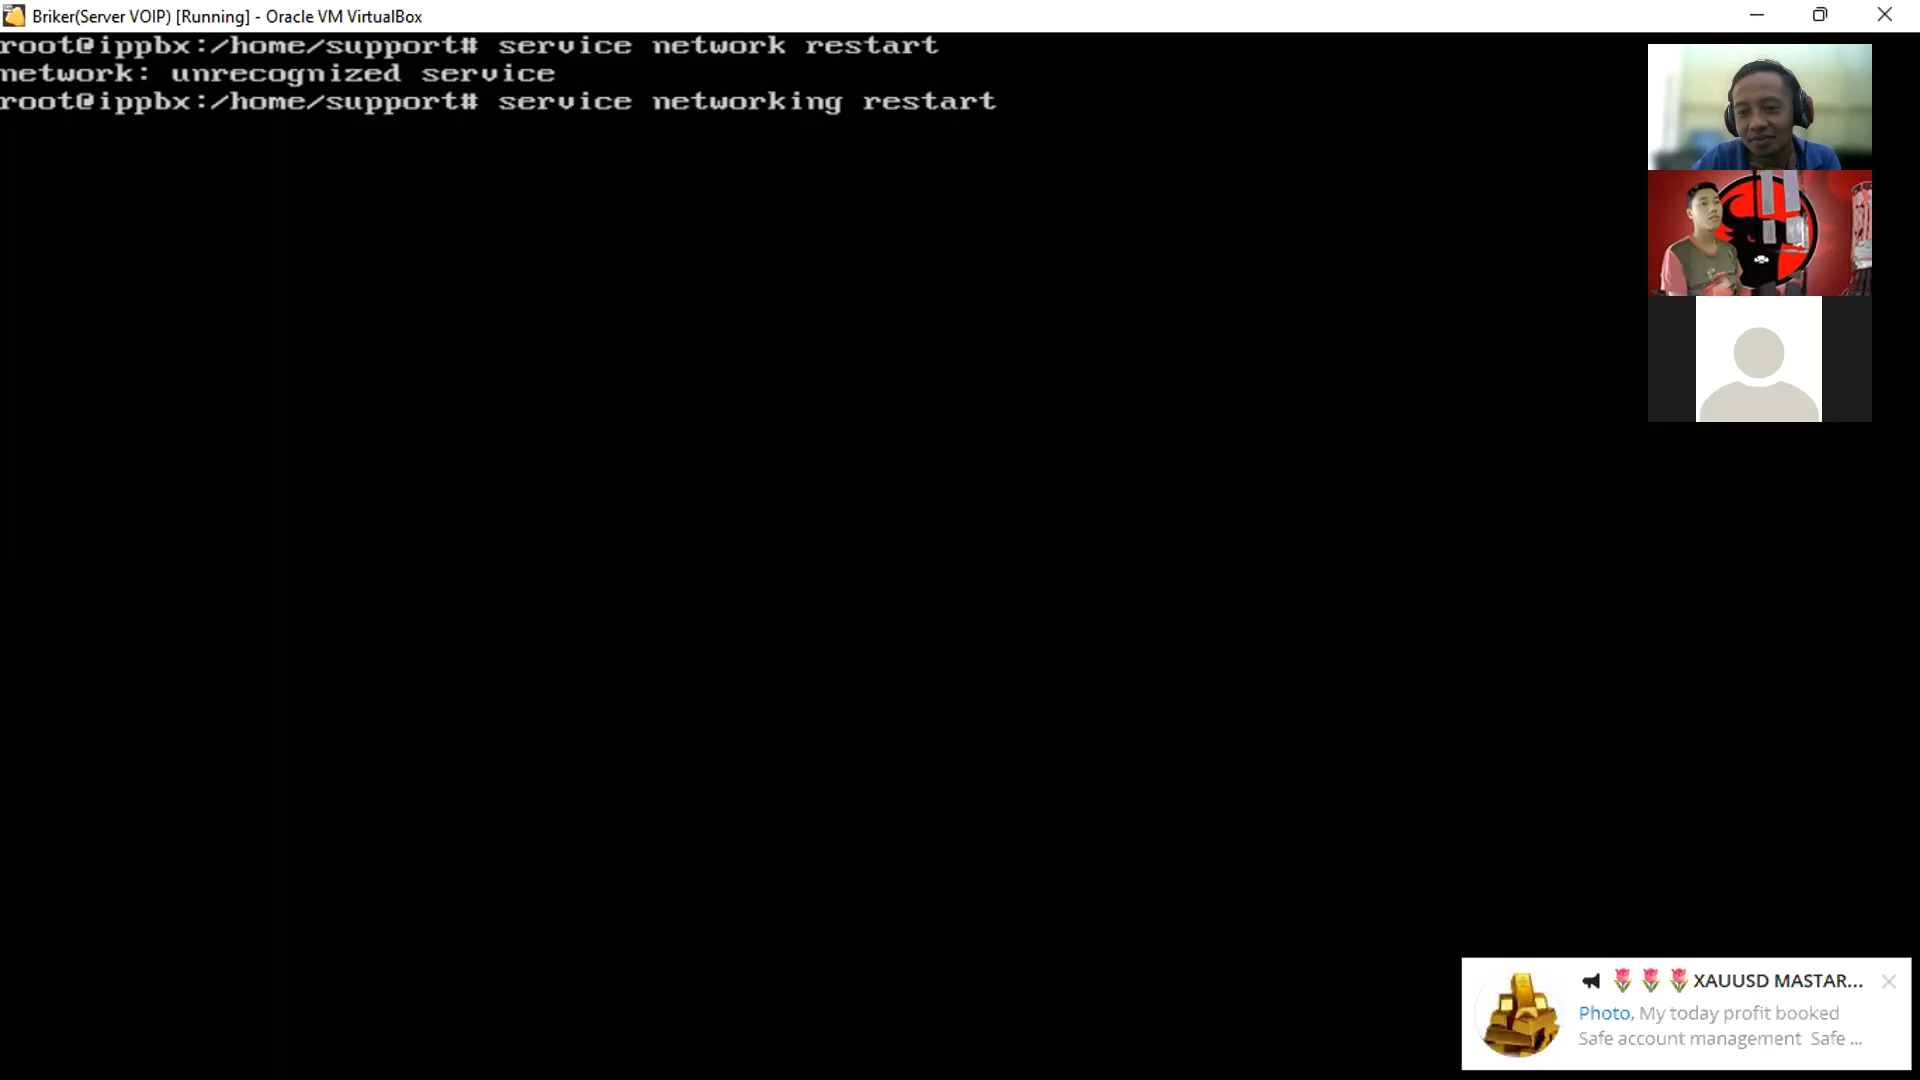 Briker(Server VOIP) [Running] - Oracle VM VirtualBox
root@ippbx:/home/support# service network restart
network: unrecognized service
root@ippbx:/home/support# service networking restart
XAUUSD MASTAR...
Photo, My today profit booked
Safe account management Safe ...